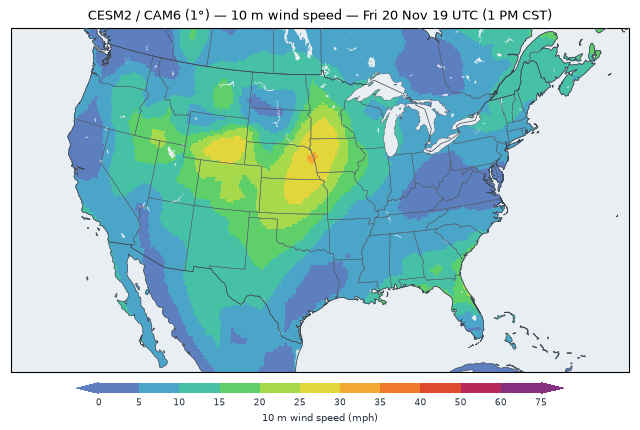 CESM2 / CAM6 (1°) — 10 m wind speed — Fri 20 Nov 19 UTC (1 PM CST)
0 5 10 15 20 25 30 35 40 50 60 75
10 m wind speed (mph)